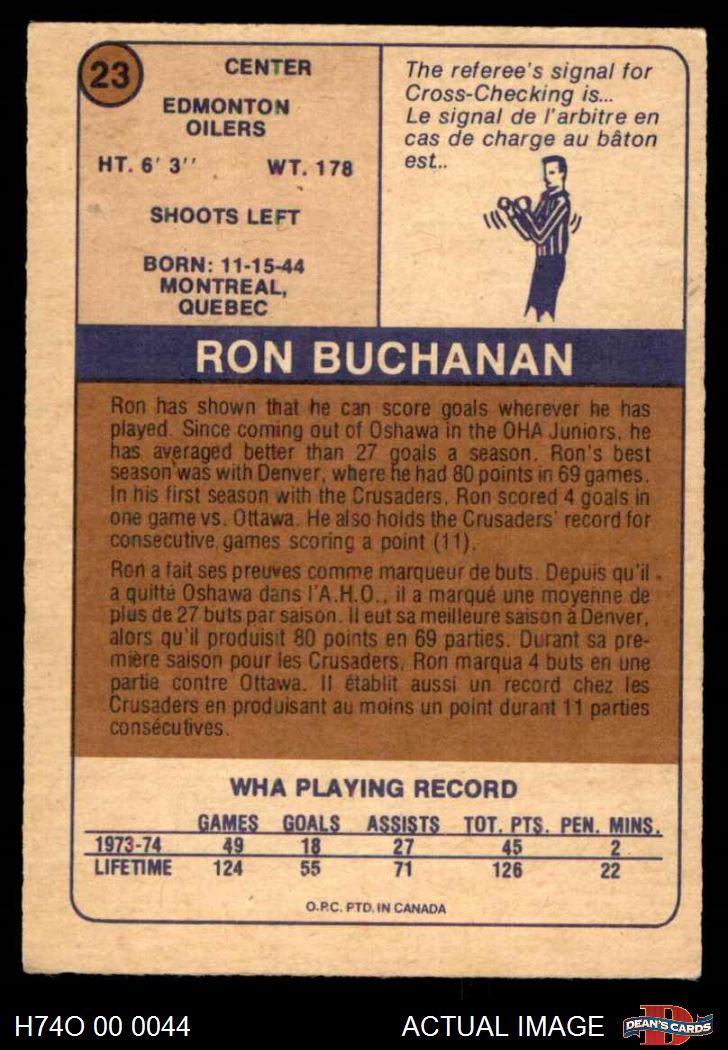 23
CENTER
EDMONTON
OILERS
HT. 6' 3''
WT. 178
SHOOTS LEFT
BORN: 11-15-44
MONTREAL,
QUEBEC
The referee's signal for
Cross-Checking is...
Le signal de l'arbitre en
cas de charge au bâton
est..
RON BUCHANAN
Ron has shown that he can score goals wherever he has
played. Since coming out of Oshawa in the OHA Juniors, he
has averaged better than 27 goals a season. Ron's best
season was with Denver, where he had 80 points in 69 games.
In his first season with the Crusaders, Ron scored 4 goals in
one game vs. Ottawa. He also holds the Crusaders' record for
consecutive games scoring a point (11).
Ron a fait ses preuves comme marqueur de buts. Depuis qu'il
a quitté Oshawa dans l'A.H.O., il a marqué une moyenne de
plus de 27 buts par saison. Il eut sa meilleure saison à Denver,
alors qu'il produisit 80 points en 69 parties. Durant sa pre-
mière saison pour les Crusaders, Ron marqua 4 buts en une
partie contre Ottawa. Il établit aussi un record chez les
Crusaders en produisant au moins un point durant 11 parties
consécutives.
WHA PLAYING RECORD
GAMES GOALS ASSISTS TOT. PTS. PEN. MINS.
1973-74 49 18 27 45 2
LIFETIME 124 55 71 126 22
O.P.C. PTD. IN CANADA
H74O 00 0044
ACTUAL IMAGE
D
DEAN'S CARDS